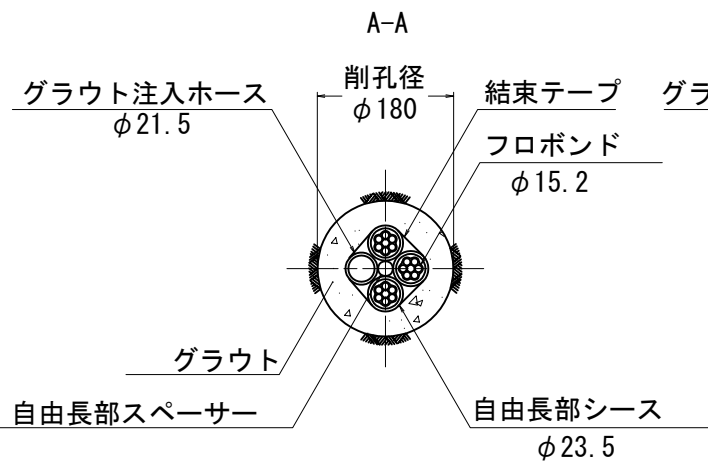 A-A
グラウト注入ホース
φ21.5
削孔径
φ180
結束テープ
フロボンド
φ15.2
グラ
グラウト
自由長部スペーサー
自由長部シース
φ23.5